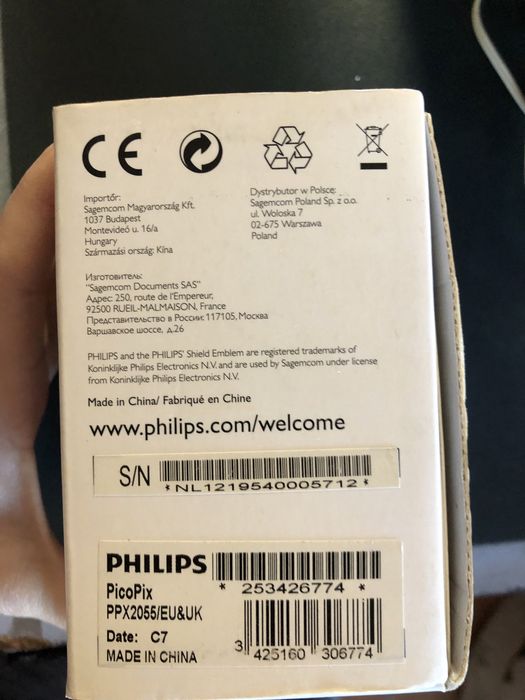 CE
Importőr:
Sagemcom Magyarország Kft.
1037 Budapest
Montevideó u. 16/a
Hungary
Származási ország: Kína
Dystrybutor w Polsce:
Sagemcom Poland Sp. z o.o.
ul. Woloska 7
02-675 Warszawa
Poland
Изготовитель:
"Sagemcom Documents SAS"
Адрес: 250, route de l'Empereur,
92500 RUEIL-MALMAISON, France
Представительство в России: 117105, Москва
Варшавское шоссе, д.26
PHILIPS and the PHILIPS' Shield Emblem are registered trademarks of
Koninklijke Philips Electronics N.V. and are used by Sagemcom under license
from Koninklijke Philips Electronics N.V.
Made in China/ Fabriqué en Chine
www.philips.com/welcome
S/N
*NL1219540005712*
PHILIPS
* 253426774 *
PicoPix
PPX2055/EU&UK
Date: C7
MADE IN CHINA
3 425160 306774